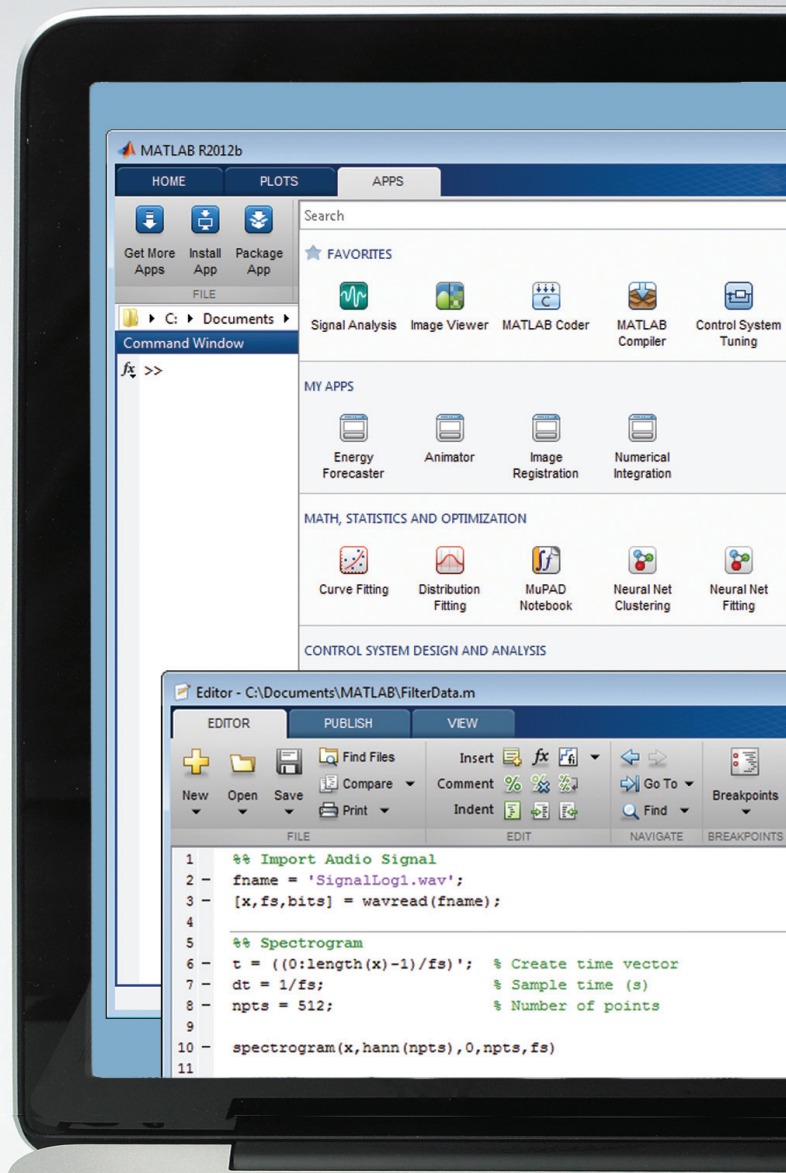 MATLAB R2012b
HOME PLOTS APPS
Get More Apps
Install App
Package App
FILE
Search
C: Documents
Command Window
fx >>
FAVORITES
Signal Analysis
Image Viewer
MATLAB Coder
MATLAB Compiler
Control System Tuning
MY APPS
Energy Forecaster
Animator
Image Registration
Numerical Integration
MATH, STATISTICS AND OPTIMIZATION
Curve Fitting
Distribution Fitting
MuPAD Notebook
Neural Net Clustering
Neural Net Fitting
CONTROL SYSTEM DESIGN AND ANALYSIS
Editor - C:\Documents\MATLAB\FilterData.m
EDITOR PUBLISH VIEW
New
Open
Save
Find Files
Compare
Print
FILE
Insert fx fi
Comment % % %
Indent
EDIT
Go To
Find
NAVIGATE
Breakpoints
BREAKPOINTS
1 %% Import Audio Signal
2 – fname = 'SignalLog1.wav';
3 – [x,fs,bits] = wavread(fname);
4
5 %% Spectrogram
6 – t = ((0:length(x)-1)/fs)'; % Create time vector
7 – dt = 1/fs; % Sample time (s)
8 – npts = 512; % Number of points
9
10 – spectrogram(x,hann(npts),0,npts,fs)
11